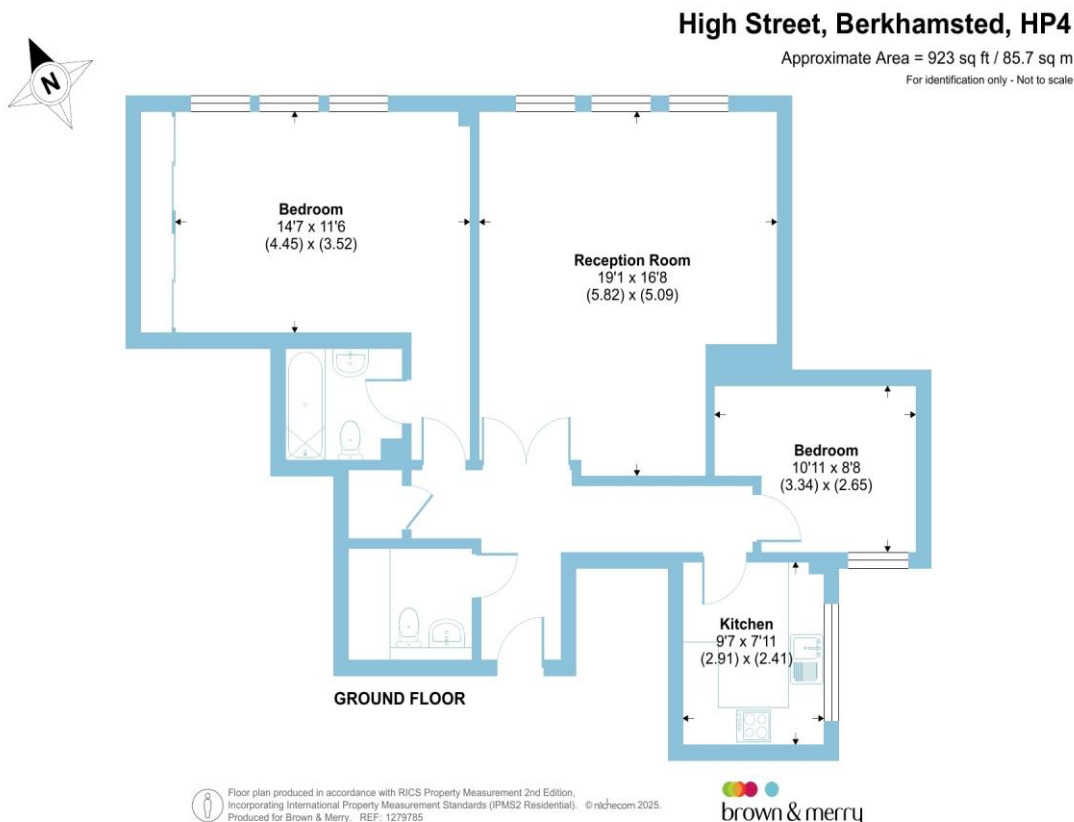 High Street, Berkhamsted, HP4
Approximate Area = 923 sq ft / 85.7 sq m
For identification only - Not to scale
N
Bedroom
14'7 x 11'6
(4.45) x (3.52)
Reception Room
19'1 x 16'8
(5.82) x (5.09)
Bedroom
10'11 x 8'8
(3.34) x (2.65)
Kitchen
9'7 x 7'11
(2.91) x (2.41)
GROUND FLOOR
Floor plan produced in accordance with RICS Property Measurement 2nd Edition,
Incorporating International Property Measurement Standards (IPMS2 Residential). © nichecom 2025.
Produced for Brown & Merry. REF: 1279785
brown & merry